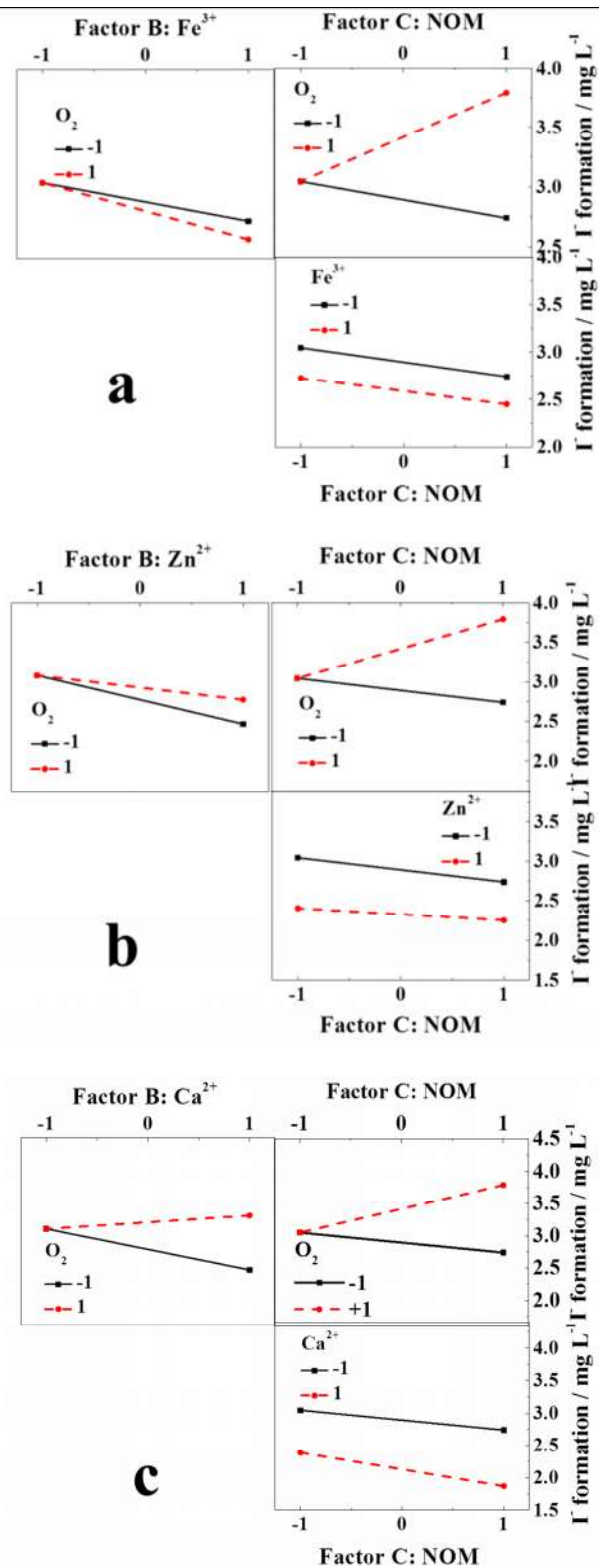 Factor B: Fe³⁺
Factor C: NOM
-1 0 1
-1 0 1
O₂
-1
1
O₂
-1
1
4.0
3.5
3.0
2.5
I⁻ formation / mg L⁻¹
Fe³⁺
-1
1
4.0
3.5
3.0
2.5
2.0
I⁻ formation / mg L⁻¹
-1 0 1
Factor C: NOM
a
Factor B: Zn²⁺
Factor C: NOM
-1 0 1
-1 0 1
O₂
-1
1
O₂
-1
1
4.0
3.5
3.0
2.5
2.0
I⁻ formation / mg L⁻¹
Zn²⁺
-1
1
3.5
3.0
2.5
2.0
1.5
I⁻ formation / mg L⁻¹
-1 0 1
Factor C: NOM
b
Factor B: Ca²⁺
Factor C: NOM
-1 0 1
-1 0 1
O₂
-1
1
O₂
-1
+1
4.5
4.0
3.5
3.0
2.5
2.0
I⁻ formation / mg L⁻¹
Ca²⁺
-1
1
4.0
3.5
3.0
2.5
2.0
1.5
I⁻ formation / mg L⁻¹
-1 0 1
Factor C: NOM
c